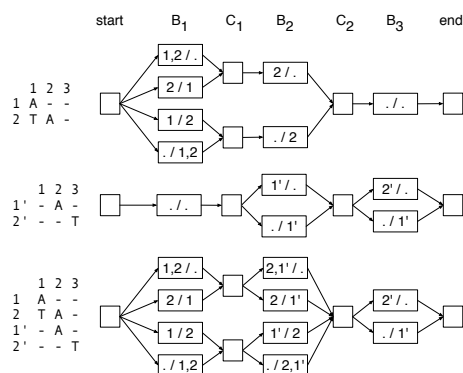 start B1 C1 B2 C2 B3 end
1,2 / .
1 2 3 2 / 1 2 / .
1 A - - ./.
2 T A - 1 / 2 . / 2
. / 1,2
1 2 3 1' / . 2' / .
1' - A - ./.
2' - - T . / 1' . / 1'
1 2 3 1,2 / . 2,1' / .
1 A - - 2 / 1 2 / 1' 2' / .
2 T A -
1' - A - 1 / 2 1' / 2 . / 1'
2' - - T . / 1,2 . / 2,1'